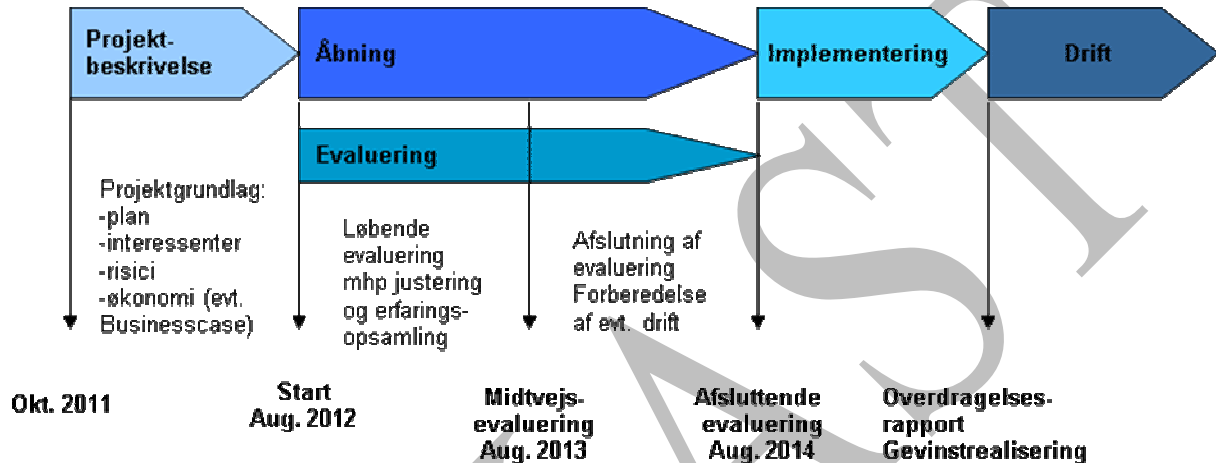 Projekt-
beskrivelse
Åbning
Implementering
Drift
Evaluering
Projektgrundlag:
-plan
-interessenter
-risici
-økonomi (evt.
Businesscase)
Løbende
evaluering
mhp justering
og erfarings-
opsamling
Afslutning af
evaluering
Forberedelse
af evt. drift
Okt. 2011
Start
Aug. 2012
Midtvejs-
evaluering
Aug. 2013
Afsluttende
evaluering
Aug. 2014
Overdragelses-
rapport
Gevinstrealisering